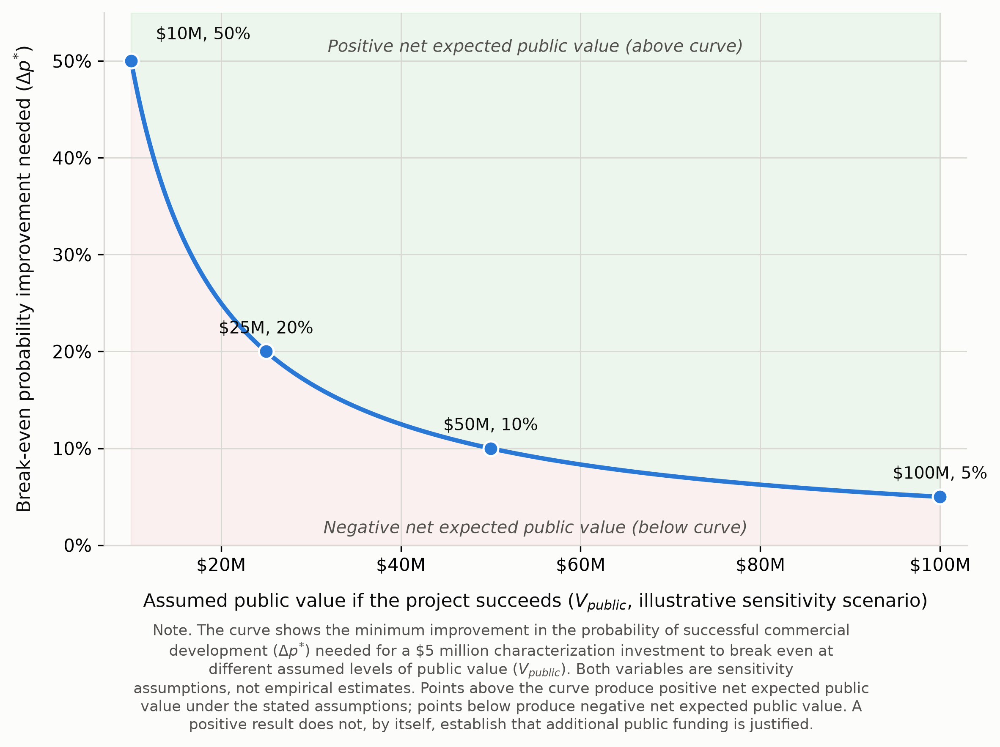 $10M, 50%
Positive net expected public value (above curve)
Break-even probability improvement needed (Δp*)
50%
40%
30%
$25M, 20%
20%
$50M, 10%
10%
$100M, 5%
Negative net expected public value (below curve)
0%
$20M $40M $60M $80M $100M
Assumed public value if the project succeeds (Vpublic, illustrative sensitivity scenario)
Note. The curve shows the minimum improvement in the probability of successful commercial
development (Δp*) needed for a $5 million characterization investment to break even at
different assumed levels of public value (Vpublic). Both variables are sensitivity
assumptions, not empirical estimates. Points above the curve produce positive net expected public
value under the stated assumptions; points below produce negative net expected public value. A
positive result does not, by itself, establish that additional public funding is justified.